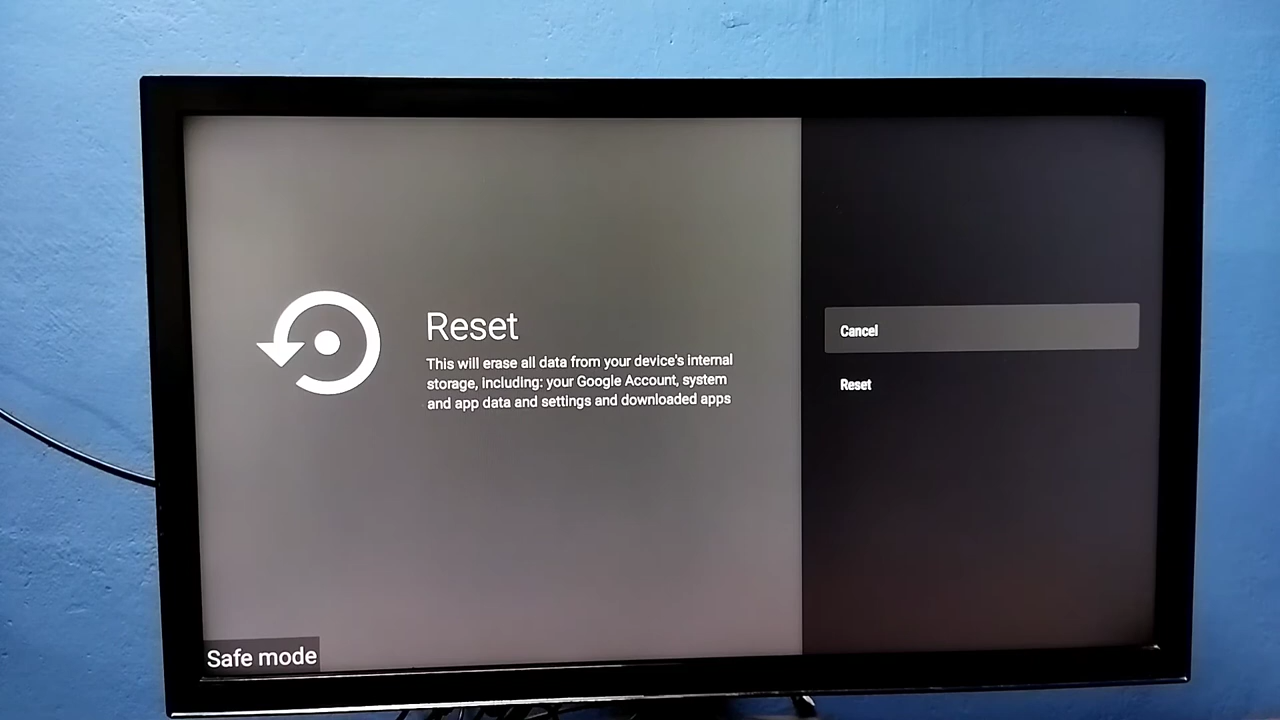 Reset
This will erase all data from your device's internal
storage, including: your Google Account, system
and app data and settings and downloaded apps
Cancel
Reset
Safe mode